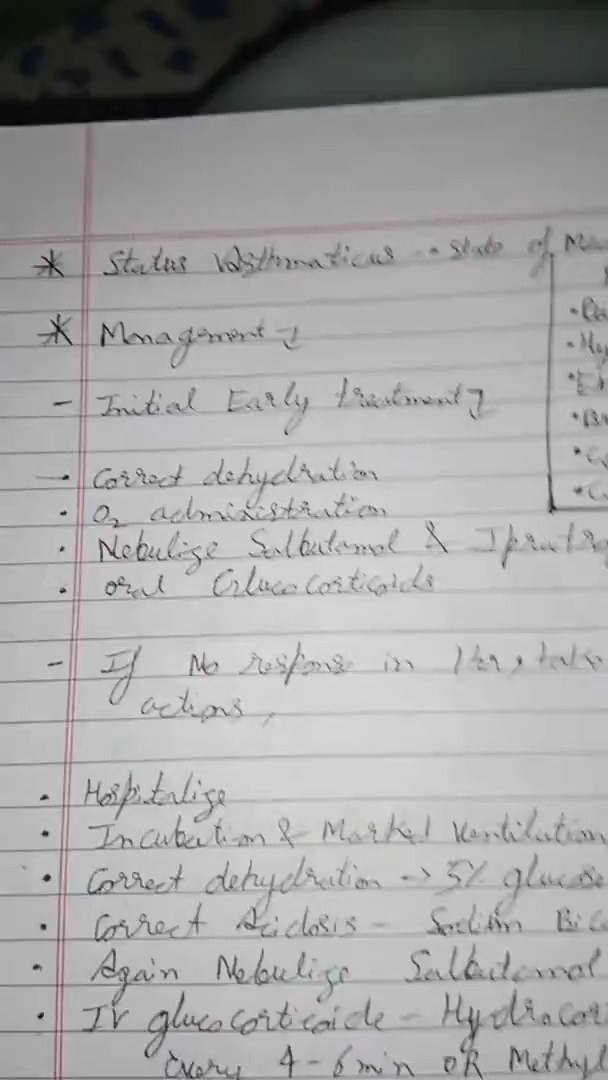 * Status Vasthmaticus - state of
* Management
- Initial Early treatment
Correct dehydration
• O2 administration
• Nebulize Salbutamol &
• oral Glucocorticoids
- If No response in 1 hr, take
actions,
• Hospitalize
• Incubation & Ventilation
• Correct dehydration -> 5% glucose
• Correct Acidosis - Sodium Bic
• Again Nebulize Salbutamol
• IV glucocorticoide - Hydrocor
Every 4-6 min OR Methyl